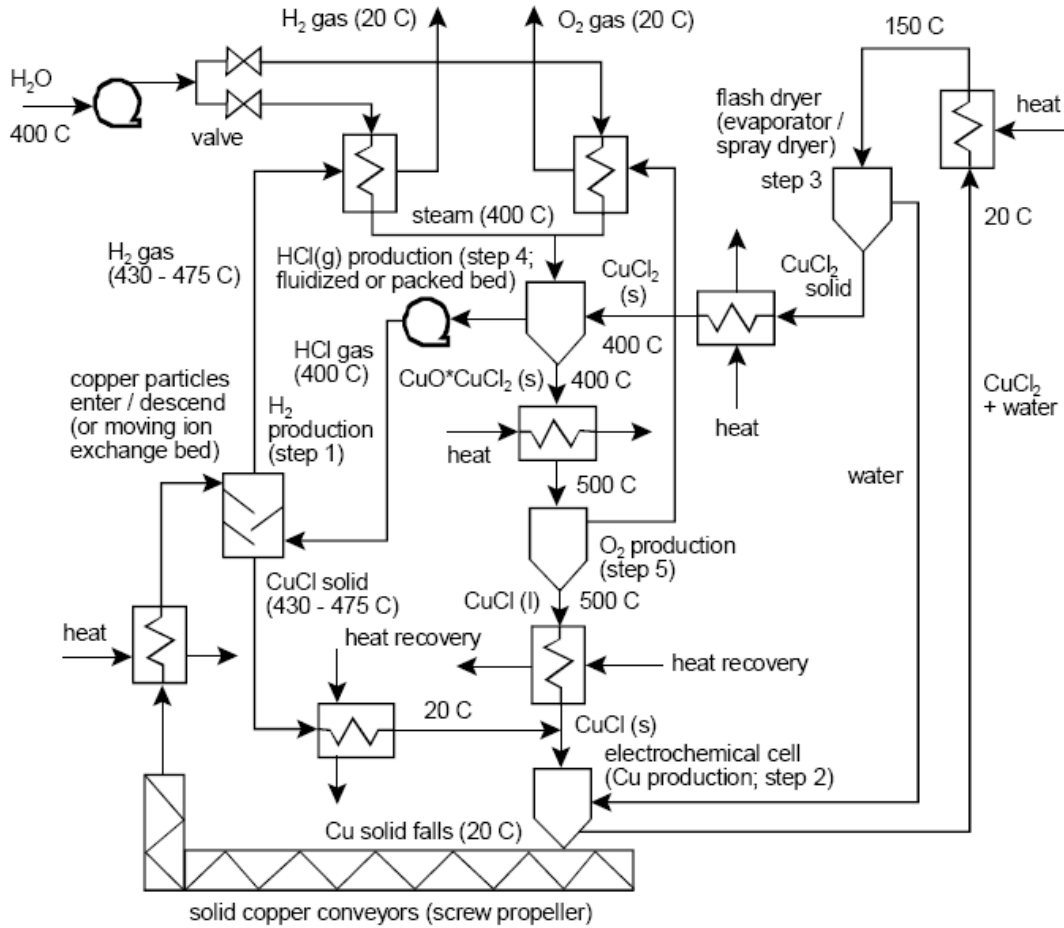 H2 gas (20 C)
O2 gas (20 C)
150 C
H2O
400 C
valve
flash dryer
(evaporator /
spray dryer)
step 3
heat
20 C
steam (400 C)
H2 gas
(430 - 475 C)
HCl(g) production (step 4;
fluidized or packed bed)
CuCl2
(s)
CuCl2
solid
400 C
HCl gas
(400 C)
CuO*CuCl2 (s)
400 C
CuCl2
+ water
copper particles
enter / descend
(or moving ion
exchange bed)
H2
production
(step 1)
heat
heat
500 C
water
O2 production
(step 5)
CuCl solid
(430 - 475 C)
CuCl (l)
500 C
heat
heat recovery
heat recovery
20 C
CuCl (s)
electrochemical cell
(Cu production; step 2)
Cu solid falls (20 C)
solid copper conveyors (screw propeller)